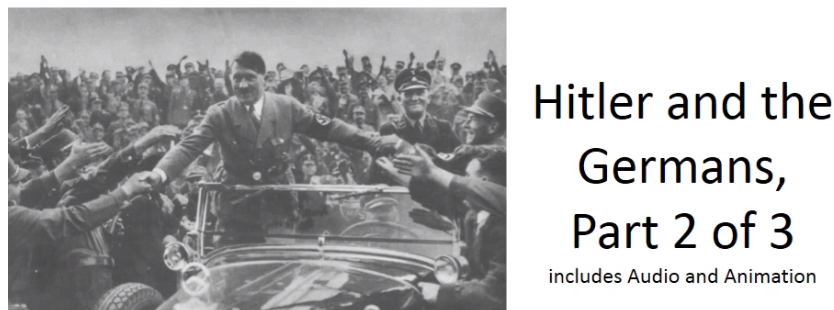 Hitler and the
Germans,
Part 2 of 3
includes Audio and Animation